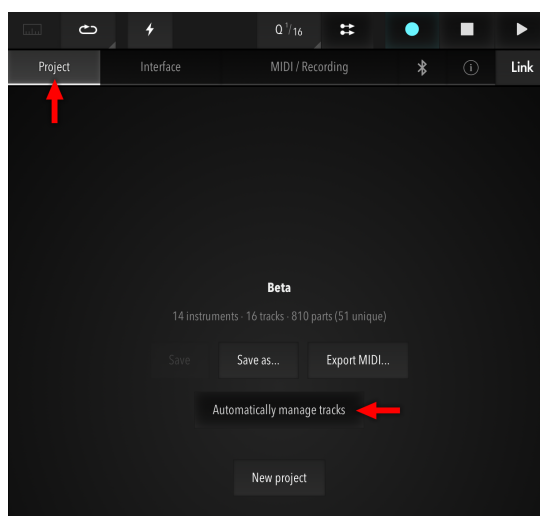 Q 1/16
Project Interface MIDI / Recording Link
Beta
14 instruments · 16 tracks · 810 parts (51 unique)
Save Save as... Export MIDI...
Automatically manage tracks
New project